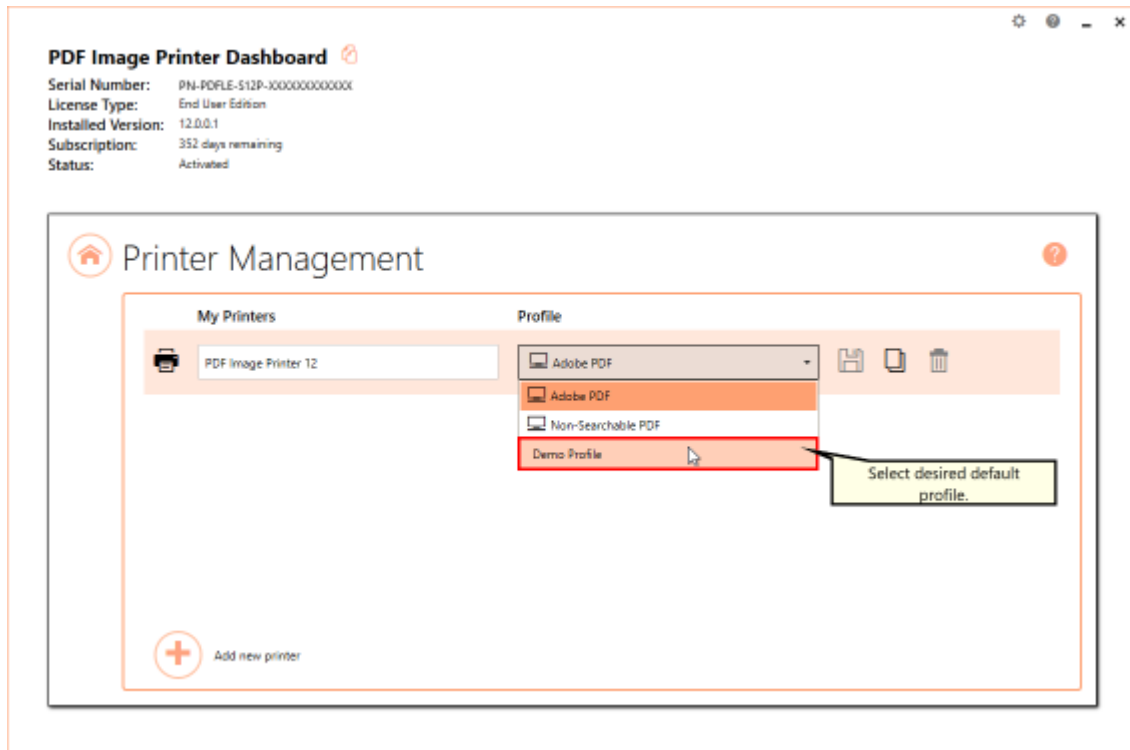 PDF Image Printer Dashboard
Serial Number: PN-PDFLE-S12P-XXXXXXXXXXXX
License Type: End User Edition
Installed Version: 12.0.0.1
Subscription: 352 days remaining
Status: Activated
Printer Management
?
My Printers Profile
PDF Image Printer 12 Adobe PDF
Adobe PDF
Non-Searchable PDF
Demo Profile
Select desired default
profile.
Add new printer